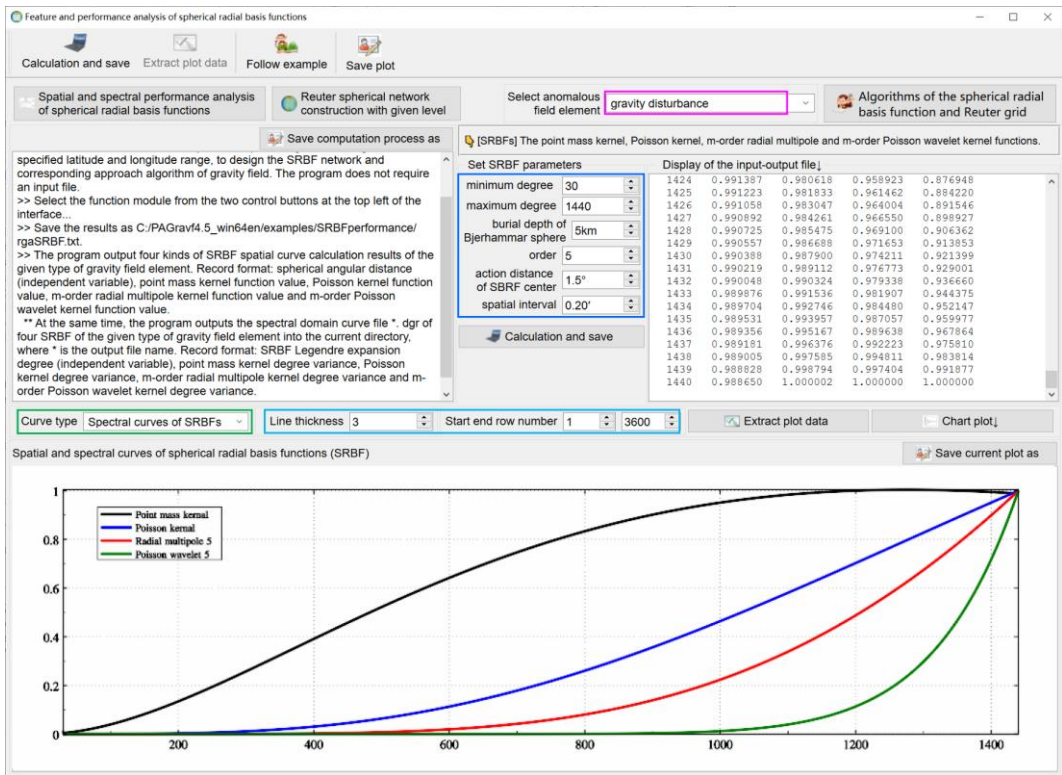 Feature and performance analysis of spherical radial basis functions
Calculation and save
Extract plot data
Follow example
Save plot
Spatial and spectral performance analysis
of spherical radial basis functions
Reuter spherical network
construction with given level
Select anomalous
field element
gravity disturbance
Algorithms of the spherical radial
basis function and Reuter grid
Save computation process as
[SRBFs] The point mass kernel, Poisson kernel, m-order radial multipole and m-order Poisson wavelet kernel functions.
specified latitude and longitude range, to design the SRBF network and
corresponding approach algorithm of gravity field. The program does not require
an input file.
>> Select the function module from the two control buttons at the top left of the
interface...
>> Save the results as C:/PAGravf4.5_win64en/examples/SRBFperformance/
rgaSRBF.txt.
>> The program output four kinds of SRBF spatial curve calculation results of the
given type of gravity field element. Record format: spherical angular distance
(independent variable), point mass kernel function value, Poisson kernel function
value, m-order radial multipole kernel function value and m-order Poisson
wavelet kernel function value.
** At the same time, the program outputs the spectral domain curve file *. dgr of
four SRBF of the given type of gravity field element into the current directory,
where * is the output file name. Record format: SRBF Legendre expansion
degree (independent variable), point mass kernel degree variance, Poisson
kernel degree variance, m-order radial multipole kernel degree variance and m-
order Poisson wavelet kernel degree variance.
Set SRBF parameters
minimum degree 30
maximum degree 1440
burial depth of
Bjerhammar sphere 5km
order 5
action distance
of SBRF center 1.5°
spatial interval 0.20'
Calculation and save
Display of the input-output file↓
1424 0.991387 0.980618 0.958923 0.876948
1425 0.991223 0.981833 0.961462 0.884220
1426 0.991058 0.983047 0.964004 0.891546
1427 0.990892 0.984261 0.966550 0.898927
1428 0.990725 0.985475 0.969100 0.906362
1429 0.990557 0.986688 0.971653 0.913853
1430 0.990388 0.987900 0.974211 0.921399
1431 0.990219 0.989112 0.976773 0.929001
1432 0.990048 0.990324 0.979338 0.936660
1433 0.989876 0.991536 0.981907 0.944375
1434 0.989704 0.992746 0.984480 0.952147
1435 0.989531 0.993957 0.987057 0.959977
1436 0.989356 0.995167 0.989638 0.967864
1437 0.989181 0.996376 0.992223 0.975810
1438 0.989005 0.997585 0.994811 0.983814
1439 0.988828 0.998794 0.997404 0.991877
1440 0.988650 1.000002 1.000000 1.000000
Curve type Spectral curves of SRBFs
Line thickness 3
Start end row number 1 3600
Extract plot data
Chart plot↓
Spatial and spectral curves of spherical radial basis functions (SRBF)
Save current plot as
1
0.8
0.6
0.4
0.2
Point mass kernal
Poisson kernal
Radial multipole 5
Poisson wavelet 5
200 400 600 800 1000 1200 1400